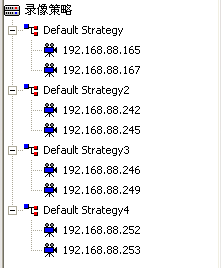 录像策略
Default Strategy
192.168.88.165
192.168.88.167
Default Strategy2
192.168.88.242
192.168.88.245
Default Strategy3
192.168.88.246
192.168.88.249
Default Strategy4
192.168.88.252
192.168.88.253